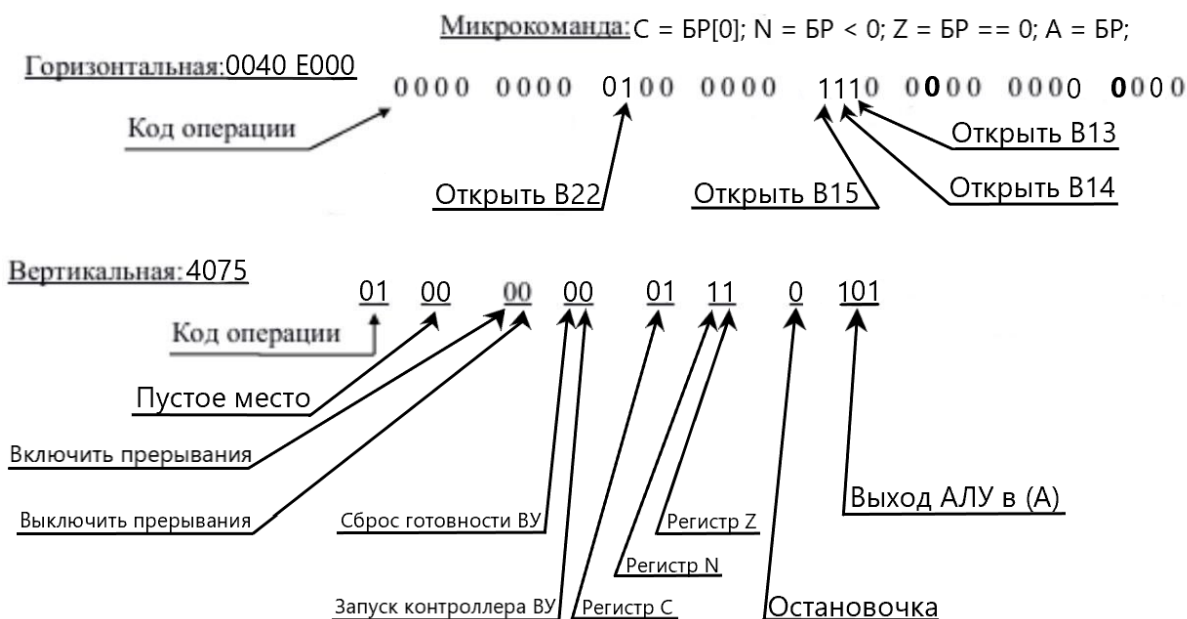 Микрокоманда: C = БР[0]; N = БР < 0; Z = БР == 0; A = БР;
Горизонтальная: 0040 E000
0000 0000 0100 0000 1110 0000 0000 0000
Код операции
Открыть В13
Открыть В22
Открыть В15
Открыть В14
Вертикальная: 4075
01 00 00 00 01 11 0 101
Код операции
Пустое место
Включить прерывания
Выключить прерывания
Сброс готовности ВУ
Регистр Z
Выход АЛУ в (А)
Регистр N
Запуск контроллера ВУ
Регистр С
Остановочка